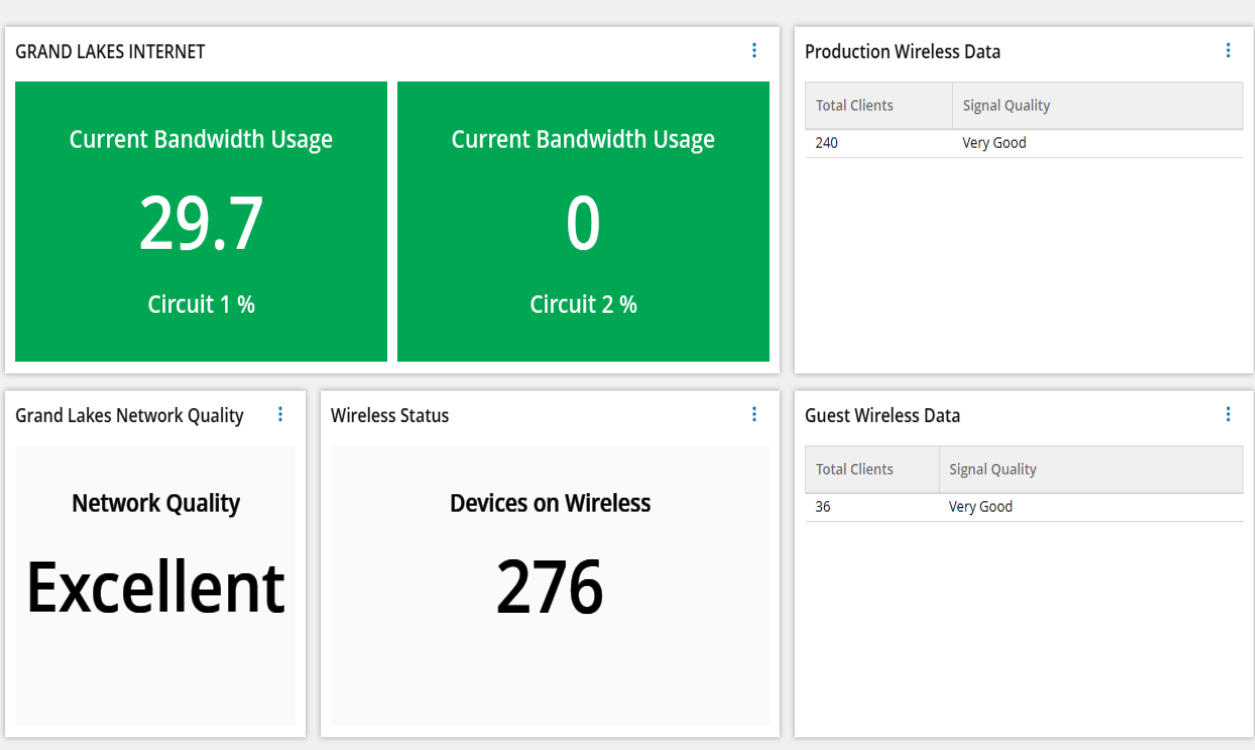 GRAND LAKES INTERNET
Current Bandwidth Usage
29.7
Circuit 1 %
Current Bandwidth Usage
0
Circuit 2 %
Production Wireless Data
Total Clients Signal Quality
240 Very Good
Grand Lakes Network Quality
Network Quality
Excellent
Wireless Status
Devices on Wireless
276
Guest Wireless Data
Total Clients Signal Quality
36 Very Good